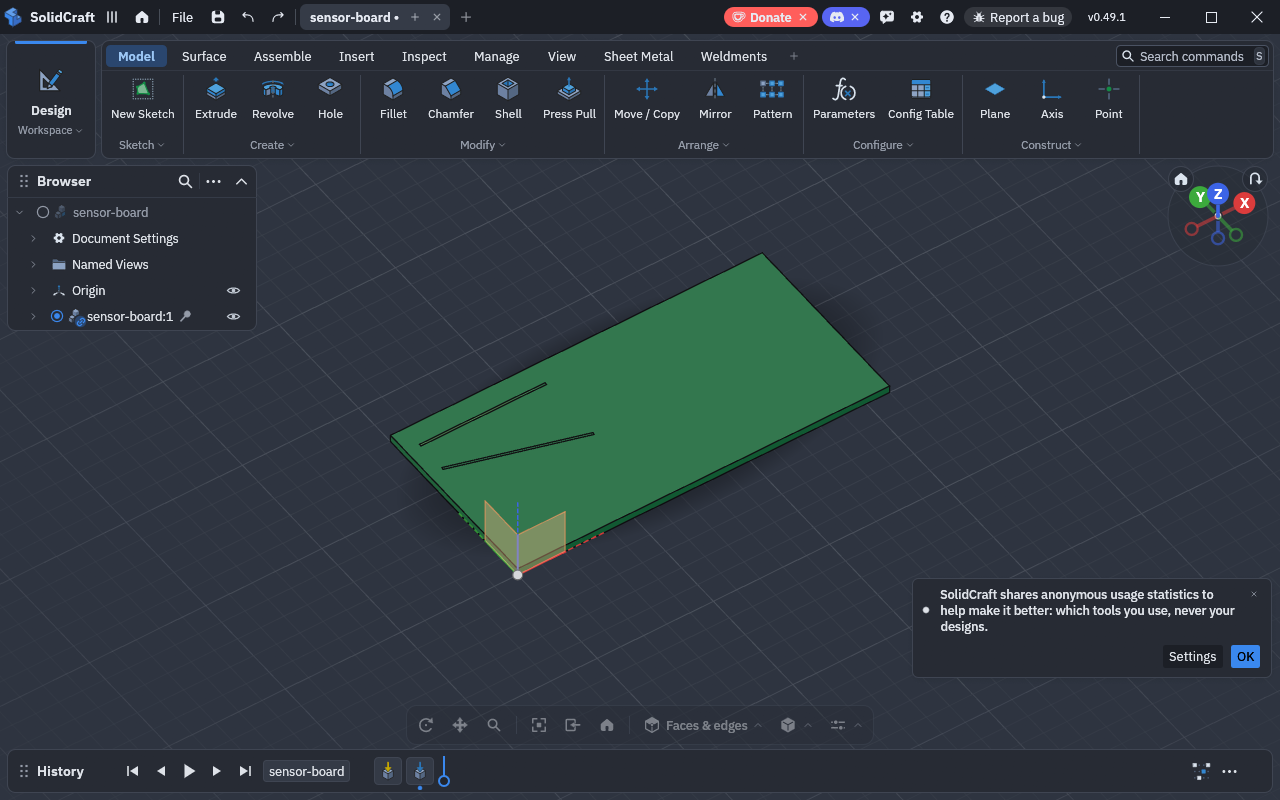 SolidCraft
File
sensor-board •
Donate
Report a bug
v0.49.1
Design
Workspace
Model
Surface
Assemble
Insert
Inspect
Manage
View
Sheet Metal
Weldments
Search commands
S
New Sketch
Extrude
Revolve
Hole
Fillet
Chamfer
Shell
Press Pull
Move / Copy
Mirror
Pattern
Parameters
Config Table
Plane
Axis
Point
Sketch
Create
Modify
Arrange
Configure
Construct
Browser
sensor-board
Document Settings
Named Views
Origin
sensor-board:1
Y
Z
X
SolidCraft shares anonymous usage statistics to
help make it better: which tools you use, never your
designs.
Settings
OK
Faces & edges
History
sensor-board